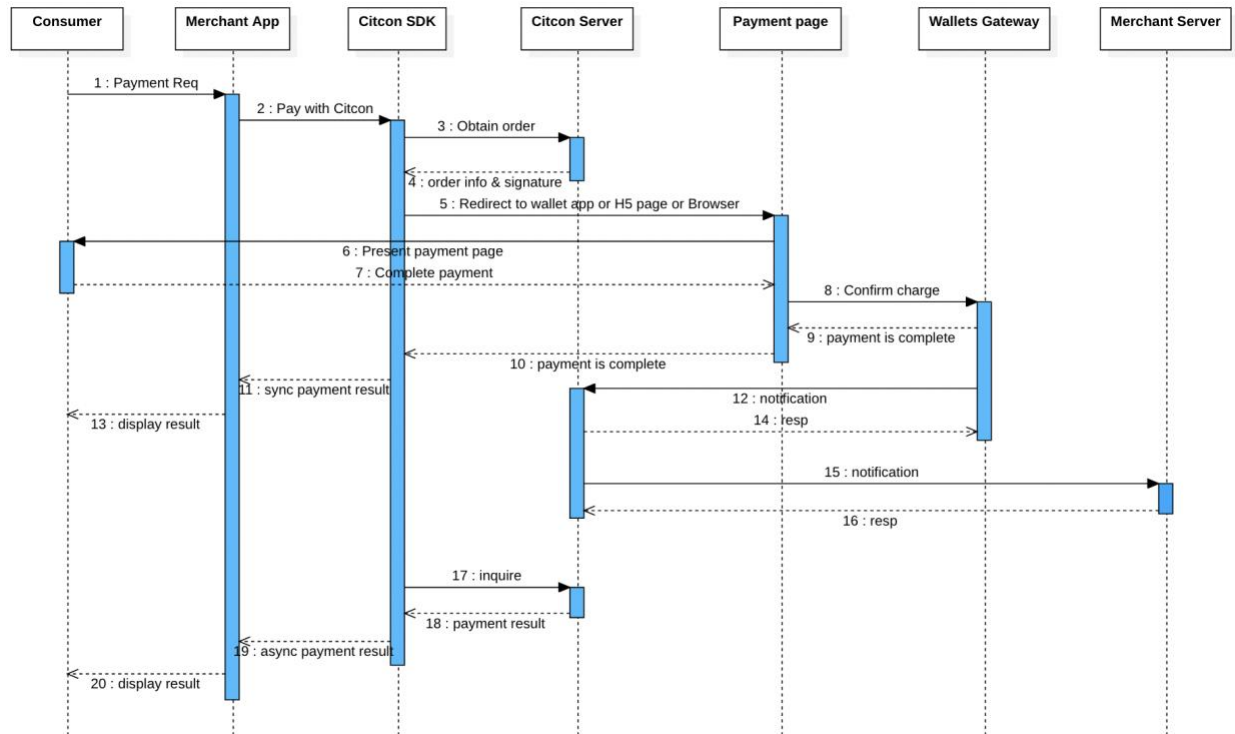 Consumer
Merchant App
Citcon SDK
Citcon Server
Payment page
Wallets Gateway
Merchant Server
1 : Payment Req
2 : Pay with Citcon
3 : Obtain order
4 : order info & signature
5 : Redirect to wallet app or H5 page or Browser
6 : Present payment page
7 : Complete payment
8 : Confirm charge
9 : payment is complete
10 : payment is complete
11 : sync payment result
12 : notification
13 : display result
14 : resp
15 : notification
16 : resp
17 : inquire
18 : payment result
19 : async payment result
20 : display result